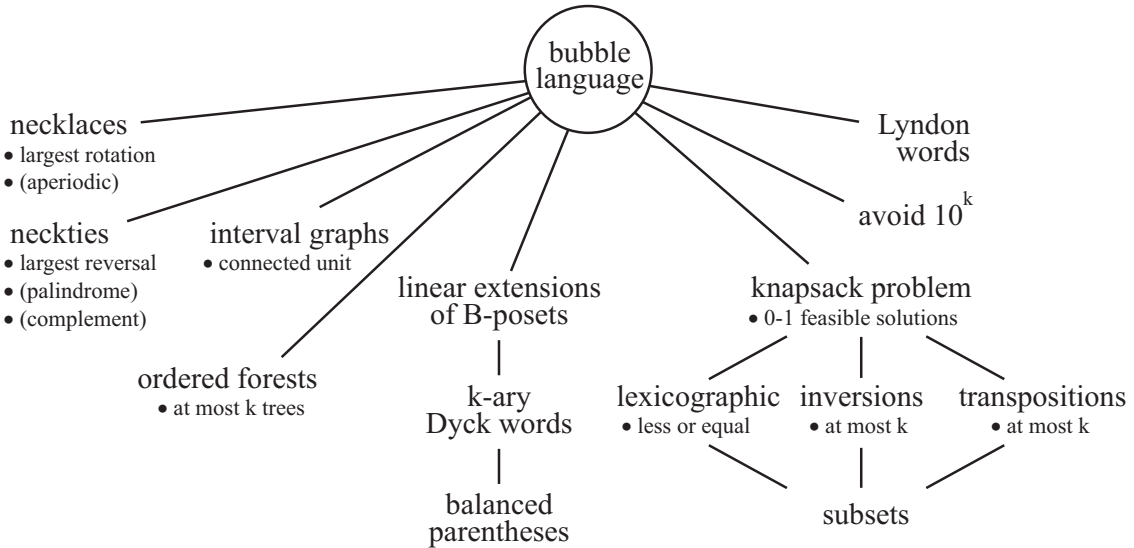 bubble
language
necklaces
• largest rotation
• (aperiodic)
Lyndon
words
avoid 10^k
neckties
• largest reversal
• (palindrome)
• (complement)
interval graphs
• connected unit
linear extensions
of B-posets
knapsack problem
• 0-1 feasible solutions
ordered forests
• at most k trees
k-ary
Dyck words
lexicographic
• less or equal
inversions
• at most k
transpositions
• at most k
balanced
parentheses
subsets